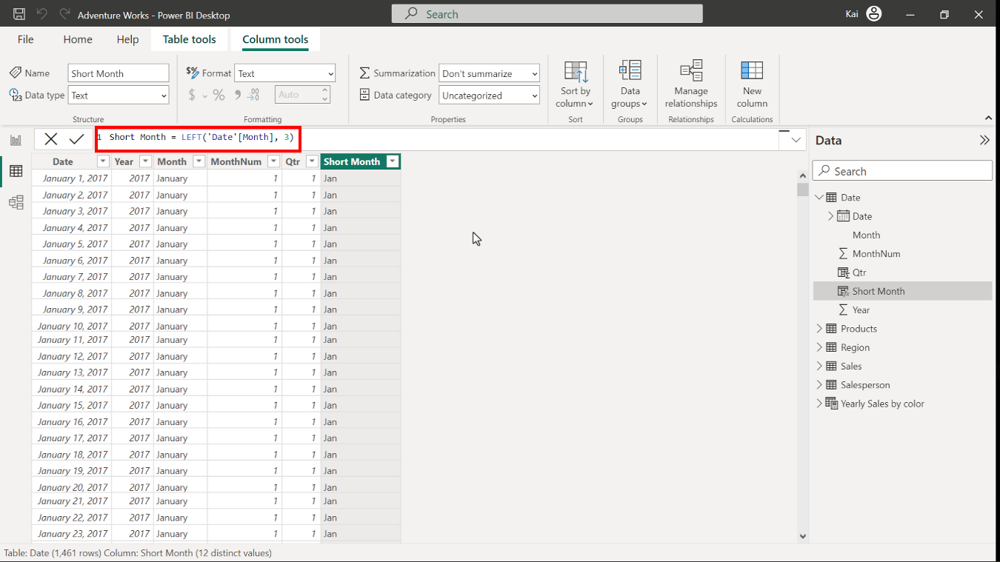 Adventure Works - Power BI Desktop
Search
Kai
File Home Help Table tools Column tools
Name Short Month $% Format Text Summarization Don't summarize
Data type Text $ % 9 .00 →0 Auto Data category Uncategorized
Sort by column
Data groups
Manage relationships
New column
Structure Formatting Properties Sort Groups Relationships Calculations
1 Short Month = LEFT('Date'[Month], 3)
Date Year Month MonthNum Qtr Short Month
January 1, 2017 2017 January 1 1 Jan
January 2, 2017 2017 January 1 1 Jan
January 3, 2017 2017 January 1 1 Jan
January 4, 2017 2017 January 1 1 Jan
January 5, 2017 2017 January 1 1 Jan
January 6, 2017 2017 January 1 1 Jan
January 7, 2017 2017 January 1 1 Jan
January 8, 2017 2017 January 1 1 Jan
January 9, 2017 2017 January 1 1 Jan
January 10, 2017 2017 January 1 1 Jan
January 11, 2017 2017 January 1 1 Jan
January 12, 2017 2017 January 1 1 Jan
January 13, 2017 2017 January 1 1 Jan
January 14, 2017 2017 January 1 1 Jan
January 15, 2017 2017 January 1 1 Jan
January 16, 2017 2017 January 1 1 Jan
January 17, 2017 2017 January 1 1 Jan
January 18, 2017 2017 January 1 1 Jan
January 19, 2017 2017 January 1 1 Jan
January 20, 2017 2017 January 1 1 Jan
January 21, 2017 2017 January 1 1 Jan
January 22, 2017 2017 January 1 1 Jan
January 23, 2017 2017 January 1 1 Jan
Data
Search
Date
Date
Month
MonthNum
Qtr
Short Month
Year
Products
Region
Sales
Salesperson
Yearly Sales by color
Table: Date (1,461 rows) Column: Short Month (12 distinct values)